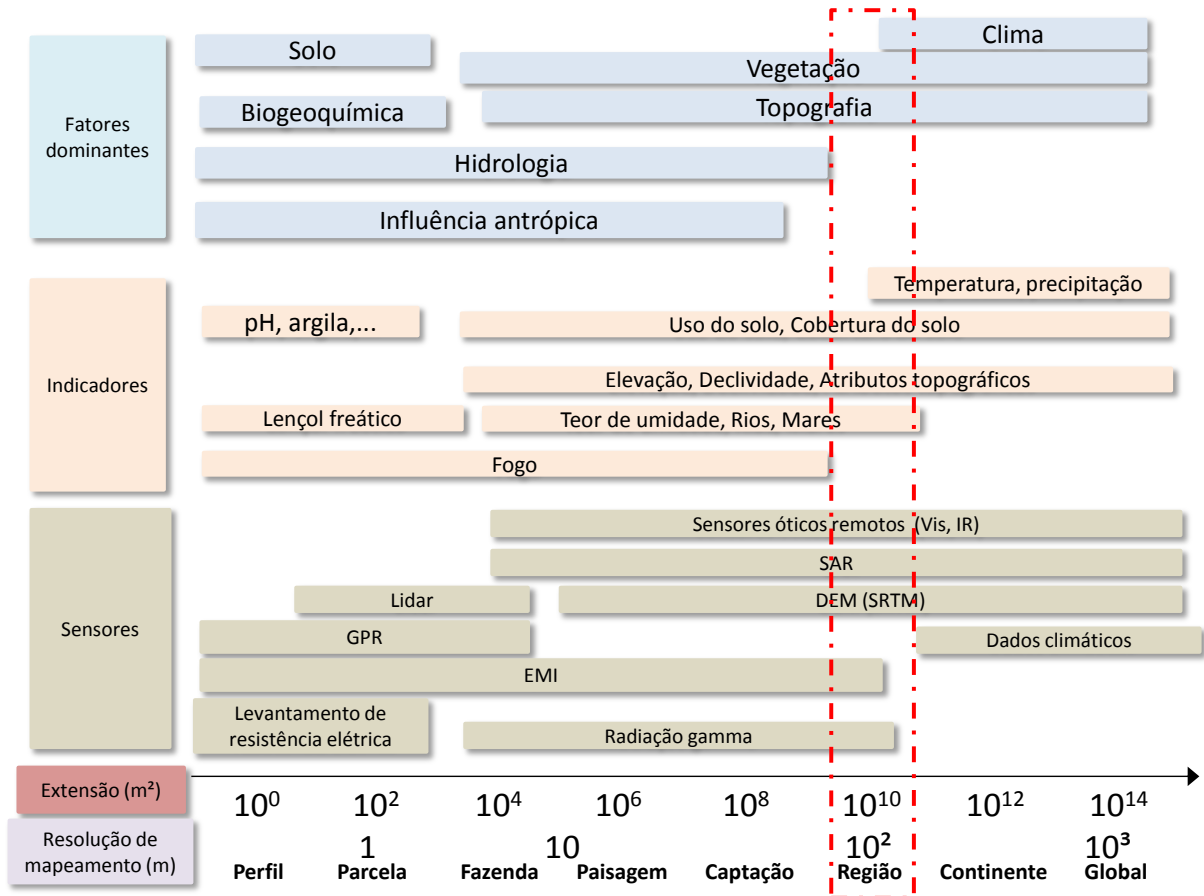 Fatores
dominantes
Solo
Clima
Vegetação
Biogeoquímica
Topografia
Hidrologia
Influência antrópica
Indicadores
Temperatura, precipitação
pH, argila,...
Uso do solo, Cobertura do solo
Elevação, Declividade, Atributos topográficos
Lençol freático
Teor de umidade, Rios, Mares
Fogo
Sensores
Sensores óticos remotos (Vis, IR)
SAR
Lidar
DEM (SRTM)
GPR
Dados climáticos
EMI
Levantamento de
resistência elétrica
Radiação gamma
Extensão (m²)
10⁰ 10² 10⁴ 10⁶ 10⁸ 10¹⁰ 10¹² 10¹⁴
Resolução de
mapeamento (m)
1 10 10² 10³
Perfil Parcela Fazenda Paisagem Captação Região Continente Global